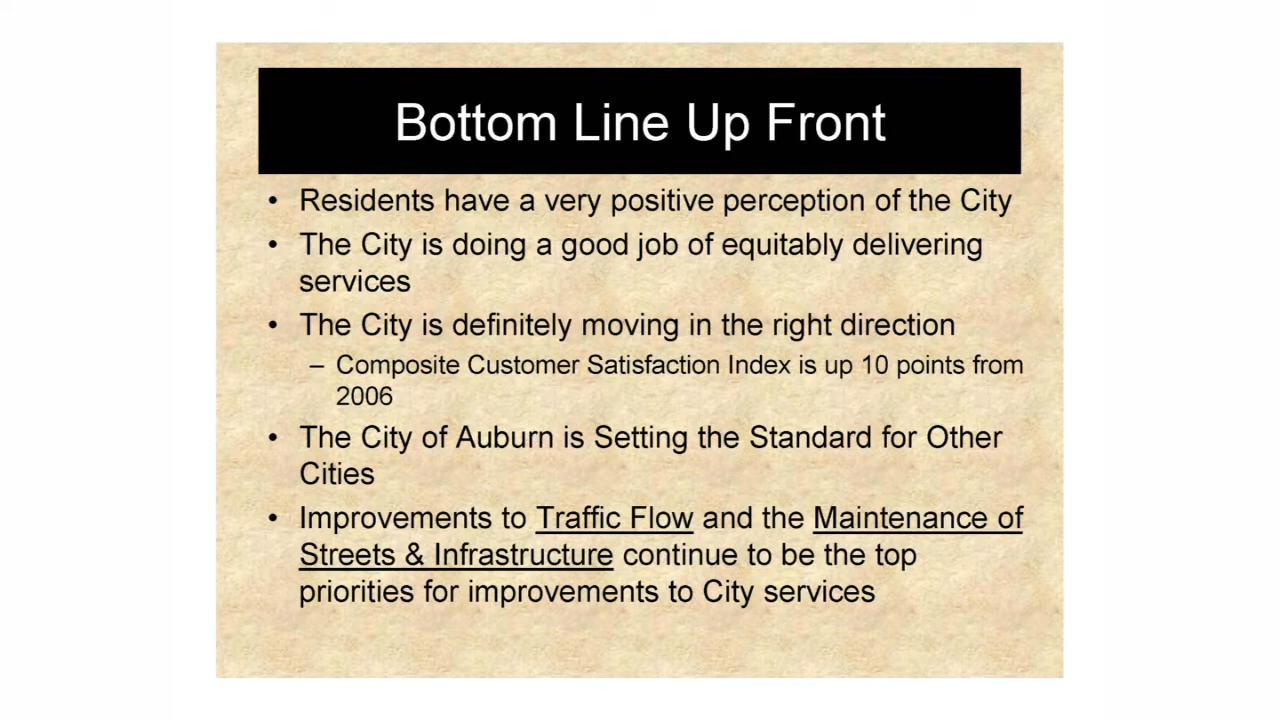 Bottom Line Up Front
• Residents have a very positive perception of the City
• The City is doing a good job of equitably delivering
services
• The City is definitely moving in the right direction
– Composite Customer Satisfaction Index is up 10 points from
2006
• The City of Auburn is Setting the Standard for Other
Cities
• Improvements to Traffic Flow and the Maintenance of
Streets & Infrastructure continue to be the top
priorities for improvements to City services